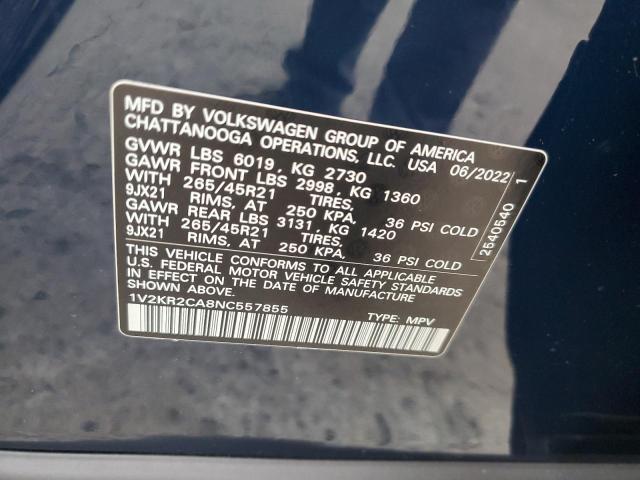 MFD BY VOLKSWAGEN GROUP OF AMERICA
CHATTANOOGA OPERATIONS, LLC. USA 06/2022
GVWR LBS 6019, KG 2730
GAWR FRONT LBS 2998, KG 1360
WITH 265/45R21 TIRES,
9JX21 RIMS, AT 250 KPA, 36 PSI COLD
GAWR REAR LBS 3131, KG 1420
WITH 265/45R21 TIRES,
9JX21 RIMS, AT 250 KPA, 36 PSI COLD
THIS VEHICLE CONFORMS TO ALL APPLICABLE
U.S. FEDERAL MOTOR VEHICLE SAFETY STANDARDS
IN EFFECT ON THE DATE OF MANUFACTURE
SHOWN ABOVE.
1V2KR2CA8NC557855 TYPE: MPV
2540540 1